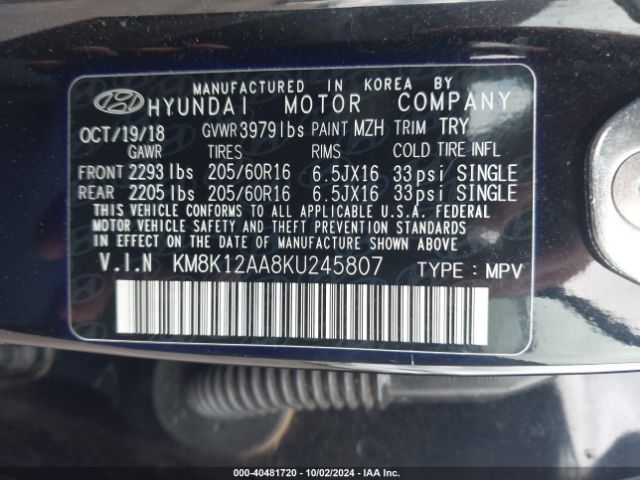 MANUFACTURED IN KOREA BY
HYUNDAI MOTOR COMPANY
OCT/19/18 GVWR 3979lbs PAINT MZH TRIM TRY
GAWR TIRES RIMS COLD TIRE INFL
FRONT 2293 lbs 205/60R16 6.5JX16 33 psi SINGLE
REAR 2205 lbs 205/60R16 6.5JX16 33 psi SINGLE
THIS VEHICLE CONFORMS TO ALL APPLICABLE U.S.A. FEDERAL
MOTOR VEHICLE SAFETY BUMPER, AND THEFT PREVENTION
STANDARDS IN EFFECT ON THE DATE OF MANUFACTURE
SHOWN ABOVE.
V.I.N KM8K12AA8KU245807 TYPE : MPV
000- 40481720 - 10/02/2024 - IAA Inc.